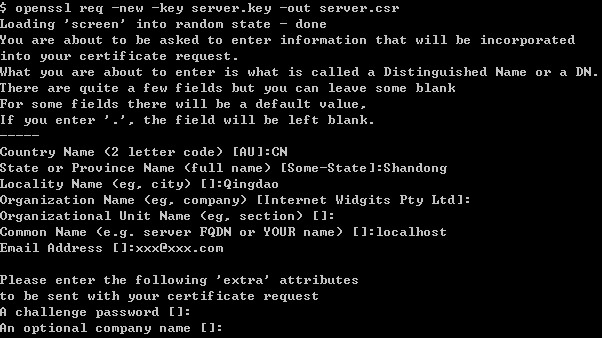 $ openssl req -new -key server.key -out server.csr
Loading 'screen' into random state - done
You are about to be asked to enter information that will be incorporated
into your certificate request.
What you are about to enter is what is called a Distinguished Name or a DN.
There are quite a few fields but you can leave some blank
For some fields there will be a default value,
If you enter '.', the field will be left blank.
-----
Country Name (2 letter code) [AU]:CN
State or Province Name (full name) [Some-State]:Shandong
Locality Name (eg, city) []:Qingdao
Organization Name (eg, company) [Internet Widgits Pty Ltd]:
Organizational Unit Name (eg, section) []:
Common Name (e.g. server FQDN or YOUR name) []:localhost
Email Address []:xxx@xxx.com

Please enter the following 'extra' attributes
to be sent with your certificate request
A challenge password []:
An optional company name []: